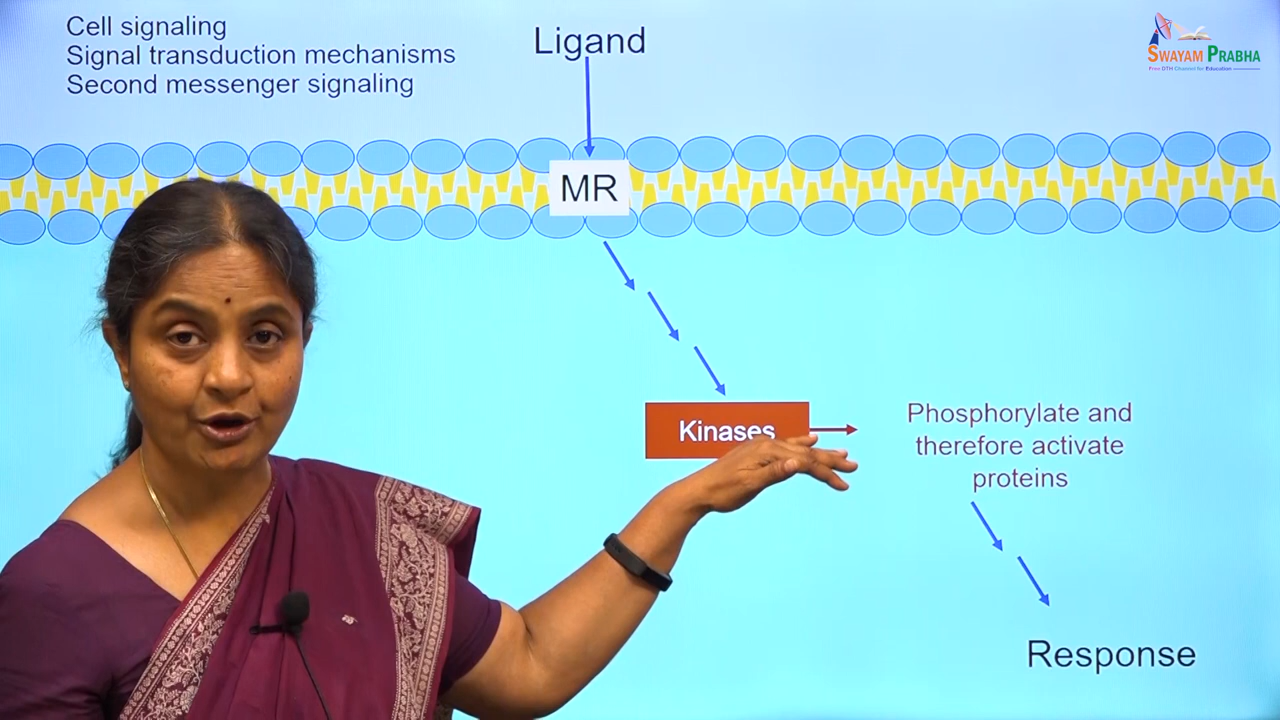 Cell signaling
Signal transduction mechanisms
Second messenger signaling
Ligand
SWAYAM PRABHA
Free DTH Channel for Education
MR
Kinases
Phosphorylate and
therefore activate
proteins
Response